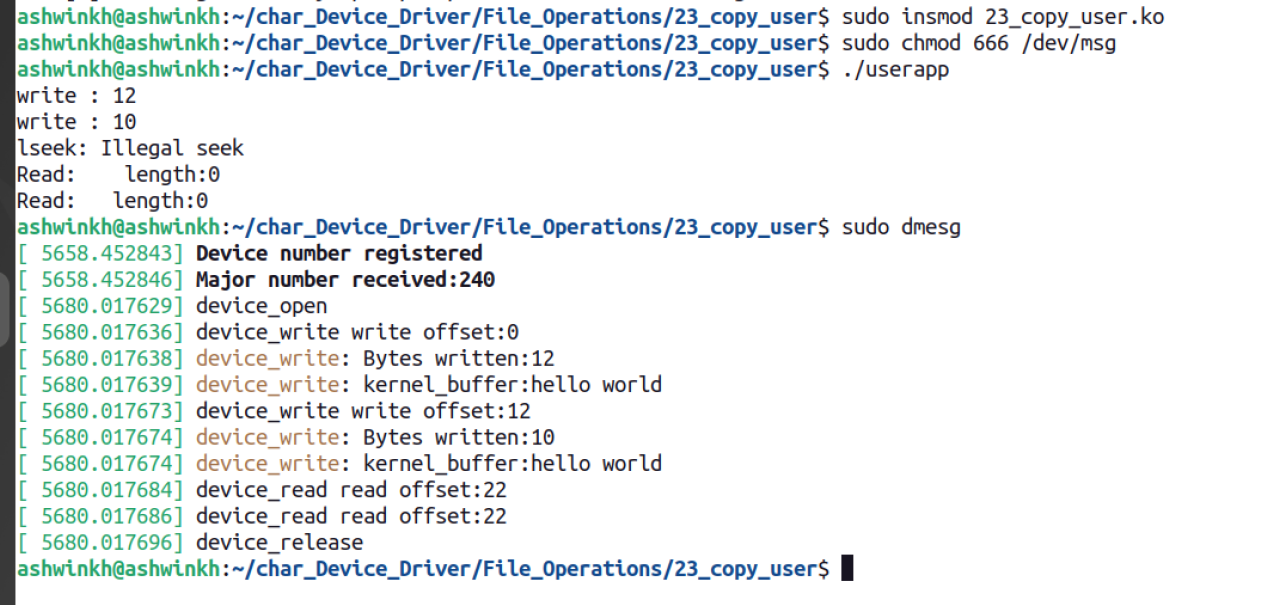 ashwinkh@ashwinkh:~/char_Device_Driver/File_Operations/23_copy_user$ sudo insmod 23_copy_user.ko
ashwinkh@ashwinkh:~/char_Device_Driver/File_Operations/23_copy_user$ sudo chmod 666 /dev/msg
ashwinkh@ashwinkh:~/char_Device_Driver/File_Operations/23_copy_user$ ./userapp
write : 12
write : 10
lseek: Illegal seek
Read:    length:0
Read:   length:0
ashwinkh@ashwinkh:~/char_Device_Driver/File_Operations/23_copy_user$ sudo dmesg
[ 5658.452843] Device number registered
[ 5658.452846] Major number received:240
[ 5680.017629] device_open
[ 5680.017636] device_write write offset:0
[ 5680.017638] device_write: Bytes written:12
[ 5680.017639] device_write: kernel_buffer:hello world
[ 5680.017673] device_write write offset:12
[ 5680.017674] device_write: Bytes written:10
[ 5680.017674] device_write: kernel_buffer:hello world
[ 5680.017684] device_read read offset:22
[ 5680.017686] device_read read offset:22
[ 5680.017696] device_release
ashwinkh@ashwinkh:~/char_Device_Driver/File_Operations/23_copy_user$